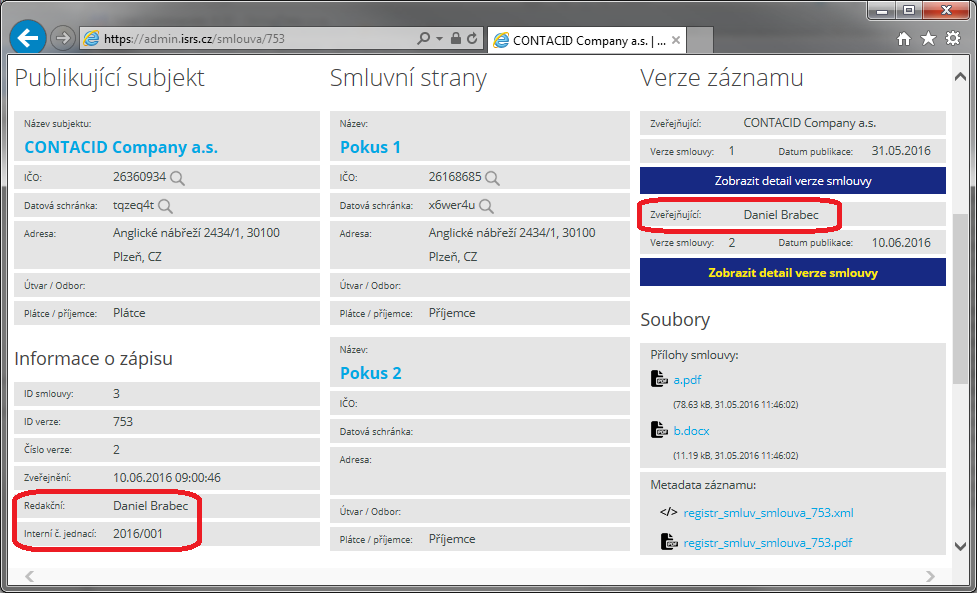 https://admin.isrs.cz/smlouva/753
CONTACID Company a.s. | ...
Publikující subjekt
Název subjektu:
CONTACID Company a.s.
IČO: 26360934
Datová schránka: tqzeq4t
Adresa: Anglické nábřeží 2434/1, 30100
Plzeň, CZ
Útvar / Odbor:
Plátce / příjemce: Plátce
Informace o zápisu
ID smlouvy: 3
ID verze: 753
Číslo verze: 2
Zveřejnění: 10.06.2016 09:00:46
Redakční: Daniel Brabec
Interní č. jednací: 2016/001
Smluvní strany
Název:
Pokus 1
IČO: 26168685
Datová schránka: x6wer4u
Adresa: Anglické nábřeží 2434/1, 30100
Plzeň, CZ
Útvar / Odbor:
Plátce / příjemce: Příjemce
Název:
Pokus 2
IČO:
Datová schránka:
Adresa:
Útvar / Odbor:
Plátce / příjemce: Příjemce
Verze záznamu
Zveřejňující: CONTACID Company a.s.
Verze smlouvy: 1 Datum publikace: 31.05.2016
Zobrazit detail verze smlouvy
Zveřejňující: Daniel Brabec
Verze smlouvy: 2 Datum publikace: 10.06.2016
Zobrazit detail verze smlouvy
Soubory
Přílohy smlouvy:
a.pdf
(78.63 kB, 31.05.2016 11:46:02)
b.docx
(11.19 kB, 31.05.2016 11:46:02)
Metadata záznamu:
</> registr_smluv_smlouva_753.xml
registr_smluv_smlouva_753.pdf